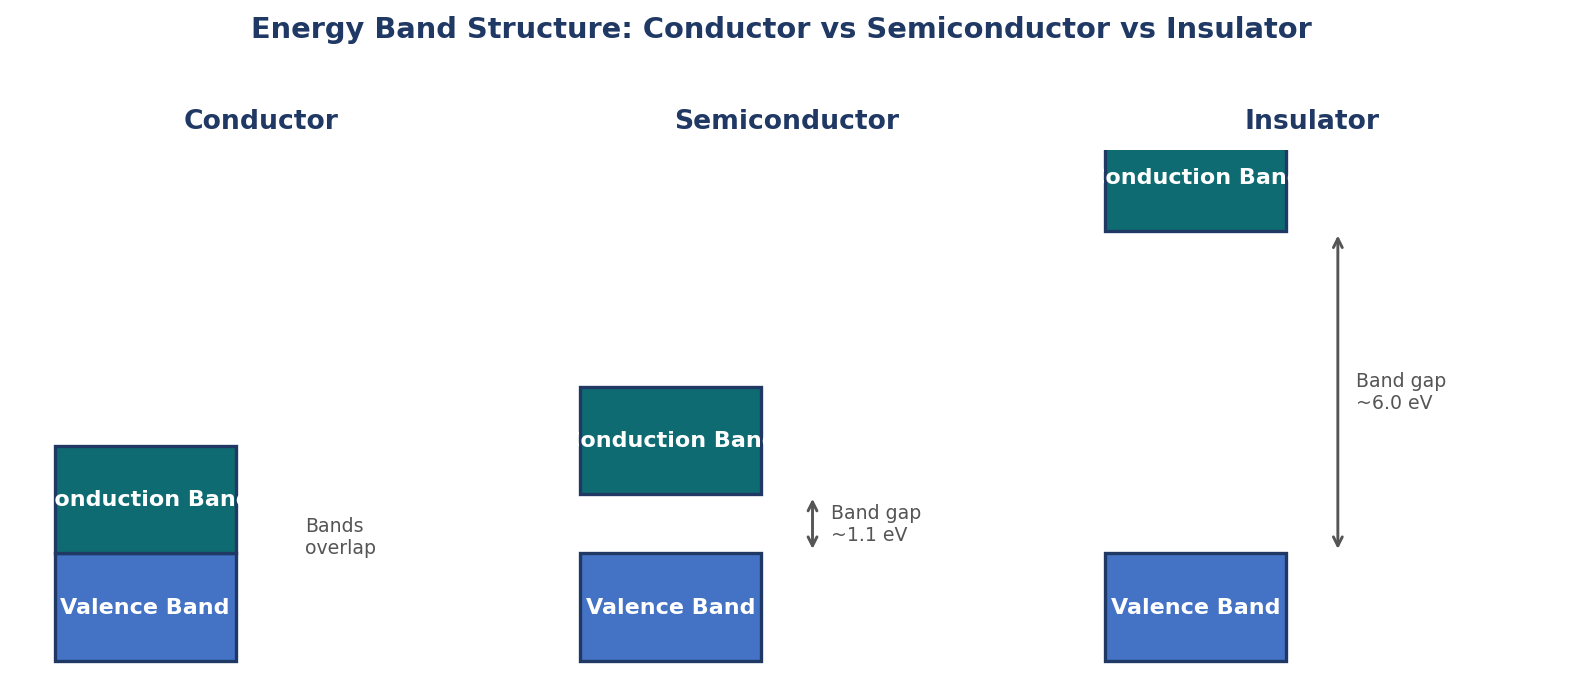 Energy Band Structure: Conductor vs Semiconductor vs Insulator
Conductor
onduction Ban
Valence Band
Bands
overlap
Semiconductor
onduction Ban
Valence Band
Band gap
~1.1 eV
Insulator
onduction Ban
Valence Band
Band gap
~6.0 eV